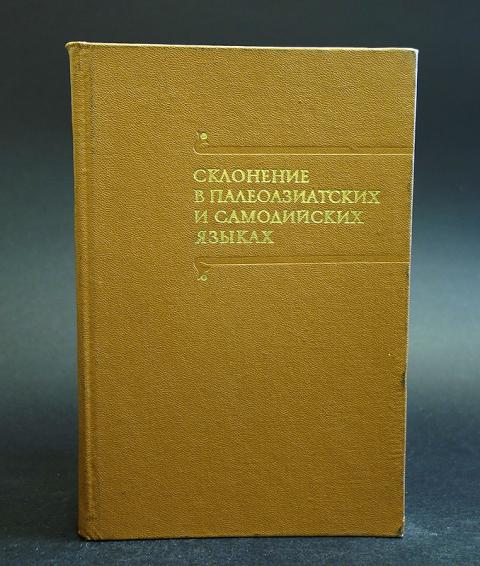 СКЛОНЕНИЕ
В ПАЛЕОАЗИАТСКИХ
И САМОДИЙСКИХ
ЯЗЫКАХ